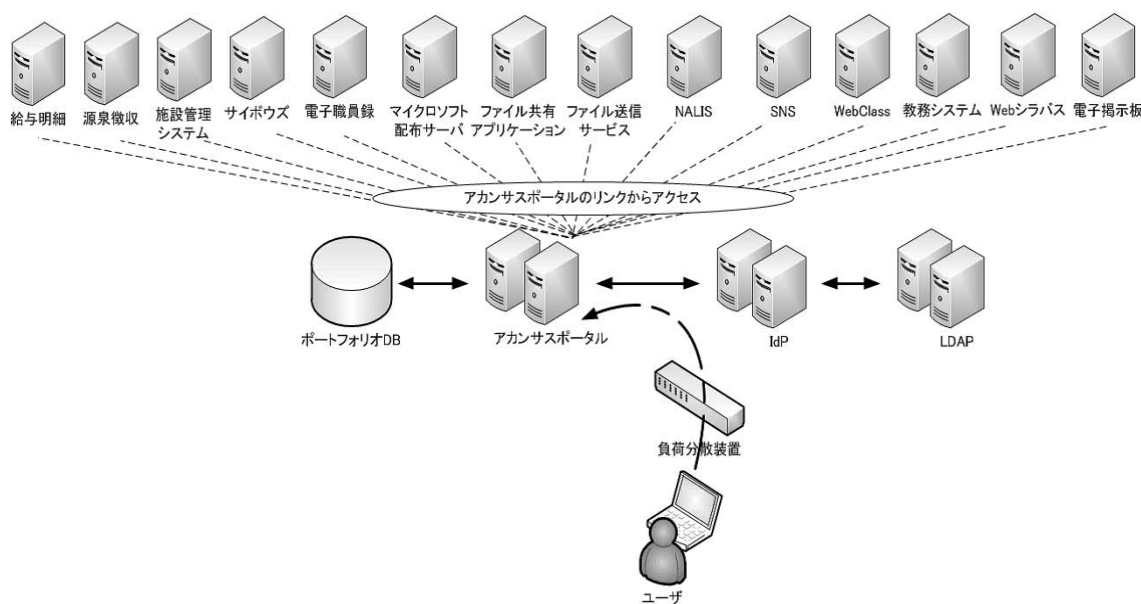 給与明細
源泉徴収
施設管理
システム
サイボウズ
電子職員録
マイクロソフト
配布サーバ
ファイル共有
アプリケーション
ファイル送信
サービス
NALIS
SNS
WebClass
教務システム
Webシラバス
電子掲示板
アカンサスポータルのリンクからアクセス
ポートフォリオDB
アカンサスポータル
IdP
LDAP
負荷分散装置
ユーザ